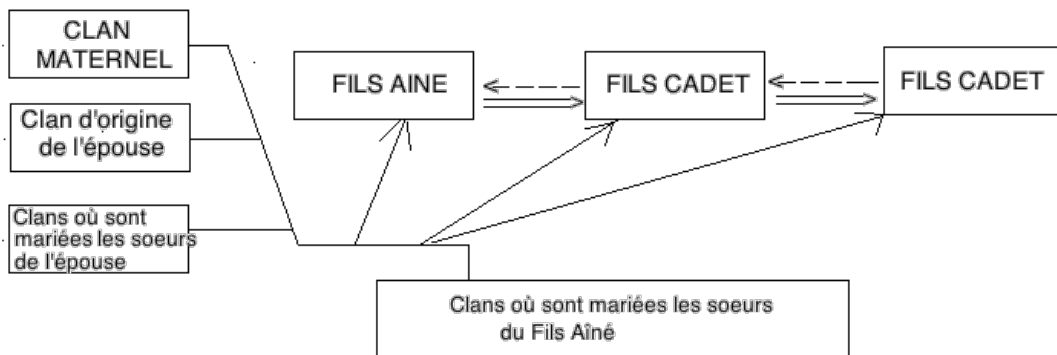 CLAN
MATERNEL
FILS AINE
FILS CADET
FILS CADET
Clan d'origine
de l'épouse
Clans où sont
mariées les soeurs
de l'épouse
Clans où sont mariées les soeurs
du Fils Aîné